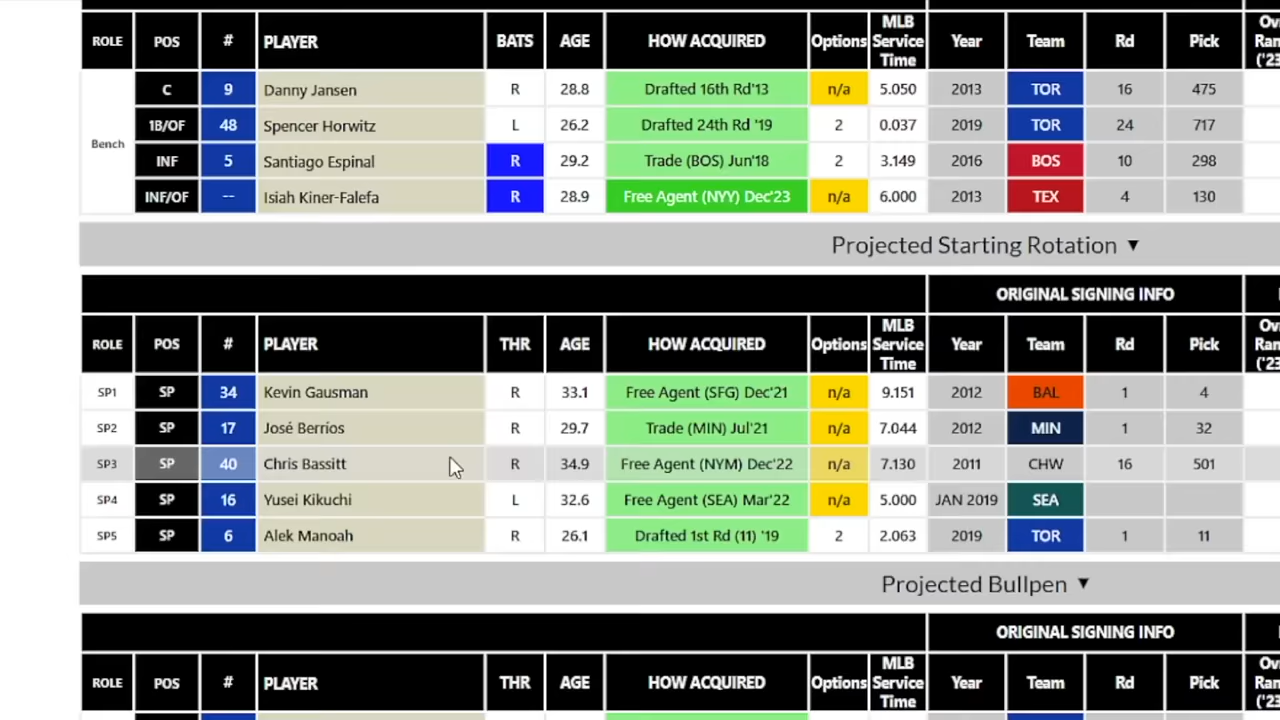 ROLE POS # PLAYER BATS AGE HOW ACQUIRED Options MLB Service Time Year Team Rd Pick
Bench
C 9 Danny Jansen R 28.8 Drafted 16th Rd'13 n/a 5.050 2013 TOR 16 475
1B/OF 48 Spencer Horwitz L 26.2 Drafted 24th Rd '19 2 0.037 2019 TOR 24 717
INF 5 Santiago Espinal R 29.2 Trade (BOS) Jun'18 2 3.149 2016 BOS 10 298
INF/OF -- Isiah Kiner-Falefa R 28.9 Free Agent (NYY) Dec'23 n/a 6.000 2013 TEX 4 130
Projected Starting Rotation ▼
ORIGINAL SIGNING INFO
ROLE POS # PLAYER THR AGE HOW ACQUIRED Options MLB Service Time Year Team Rd Pick
SP1 SP 34 Kevin Gausman R 33.1 Free Agent (SFG) Dec'21 n/a 9.151 2012 BAL 1 4
SP2 SP 17 José Berríos R 29.7 Trade (MIN) Jul'21 n/a 7.044 2012 MIN 1 32
SP3 SP 40 Chris Bassitt R 34.9 Free Agent (NYM) Dec'22 n/a 7.130 2011 CHW 16 501
SP4 SP 16 Yusei Kikuchi L 32.6 Free Agent (SEA) Mar'22 n/a 5.000 JAN 2019 SEA
SP5 SP 6 Alek Manoah R 26.1 Drafted 1st Rd (11) '19 2 2.063 2019 TOR 1 11
Projected Bullpen ▼
ORIGINAL SIGNING INFO
ROLE POS # PLAYER THR AGE HOW ACQUIRED Options MLB Service Time Year Team Rd Pick